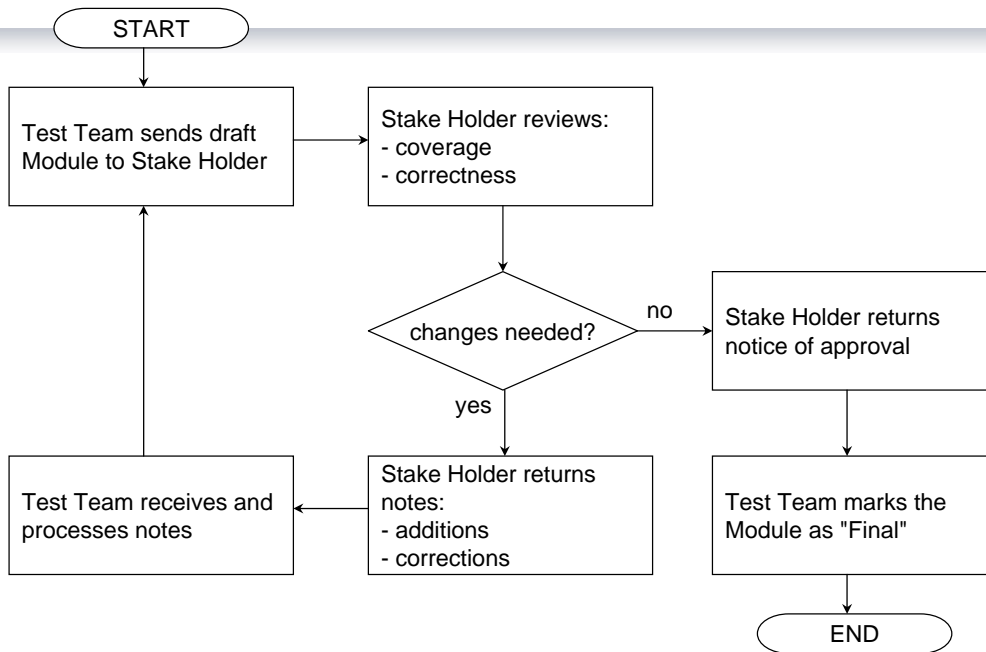 START
Test Team sends draft
Module to Stake Holder
Stake Holder reviews:
- coverage
- correctness
changes needed?
no
Stake Holder returns
notice of approval
yes
Test Team receives and
processes notes
Stake Holder returns
notes:
- additions
- corrections
Test Team marks the
Module as "Final"
END